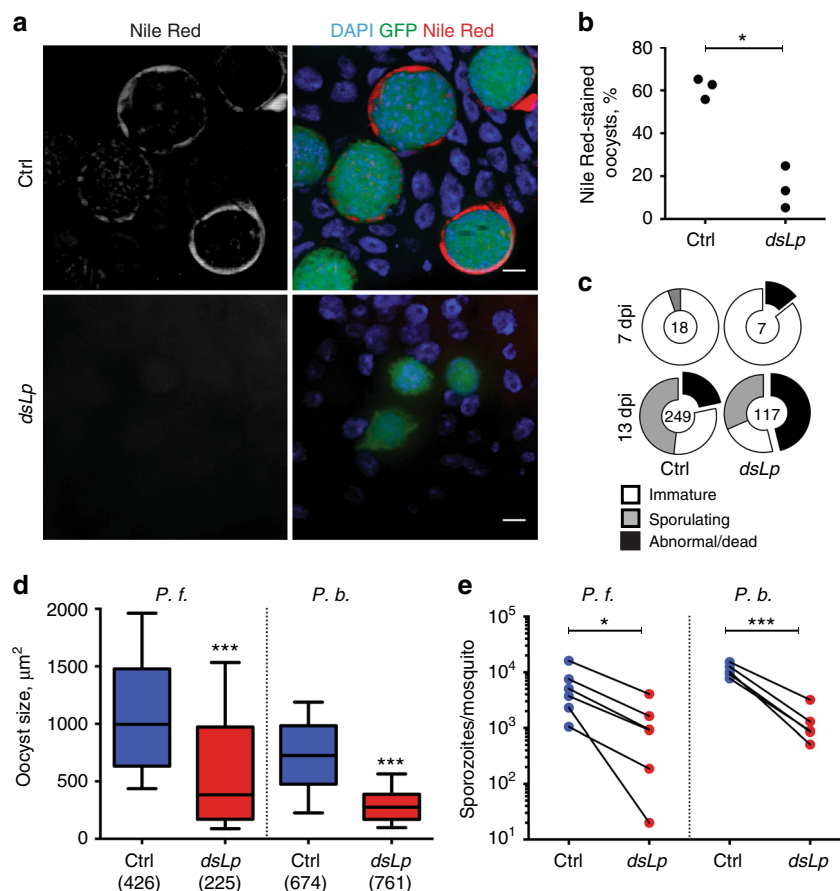 a
Nile Red
DAPI GFP Nile Red
Ctrl
dsLp
b
Nile Red-stained
oocysts, %
80
60
40
20
0
*
Ctrl
dsLp
c
7 dpi
18
7
13 dpi
249
117
Ctrl
dsLp
Immature
Sporulating
Abnormal/dead
d
P. f.
P. b.
Oocyst size, μm²
2000
1500
1000
500
0
***
***
Ctrl
dsLp
Ctrl
dsLp
(426)
(225)
(674)
(761)
e
P. f.
P. b.
Sporozoites/mosquito
10⁵
10⁴
10³
10²
10¹
*
***
Ctrl
dsLp
Ctrl
dsLp